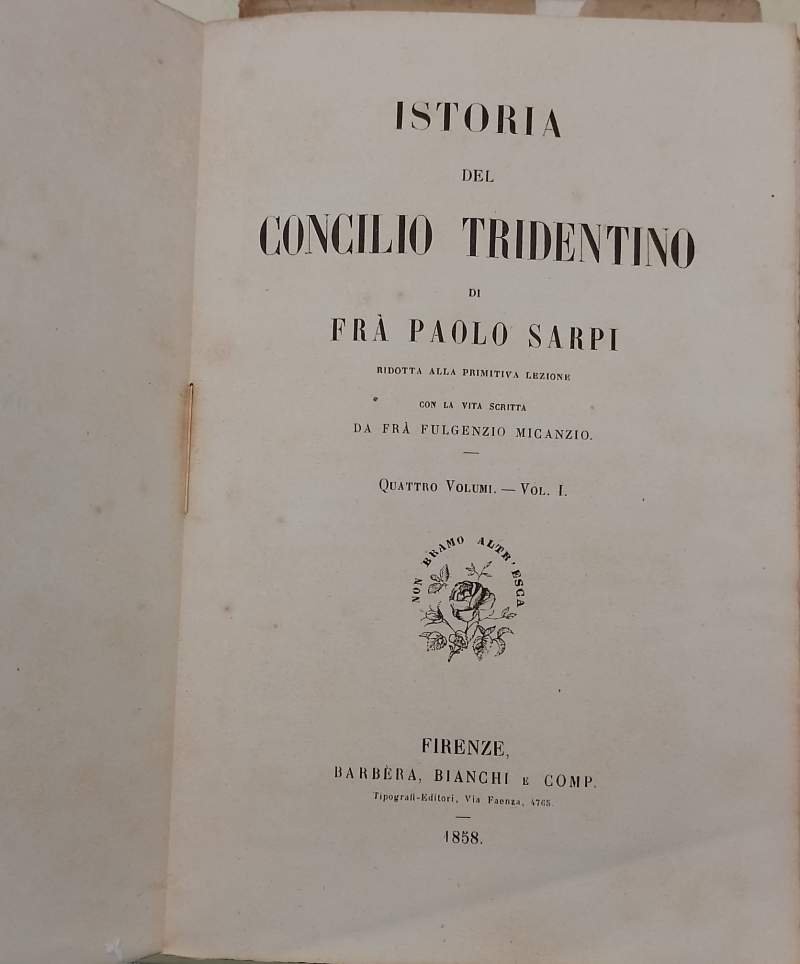 ISTORIA
DEL
CONCILIO TRIDENTINO
DI
FRÀ PAOLO SARPI
RIDOTTA ALLA PRIMITIVA LEZIONE
CON LA VITA SCRITTA
DA FRÀ FULGENZIO MICANZIO.
QUATTRO VOLUMI. — VOL. I.
NON BRAMO ALTR' ESCA
FIRENZE,
BARBÈRA, BIANCHI E COMP.
Tipografi-Editori, Via Faenza, 4765.
1858.